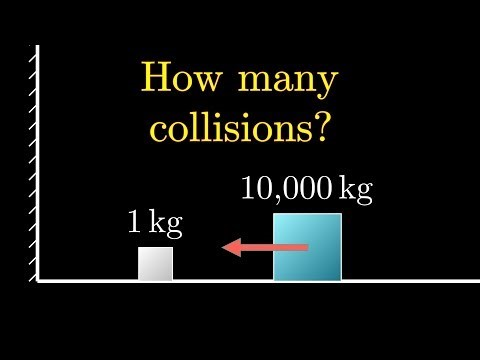 How many
collisions?
10,000 kg
1 kg